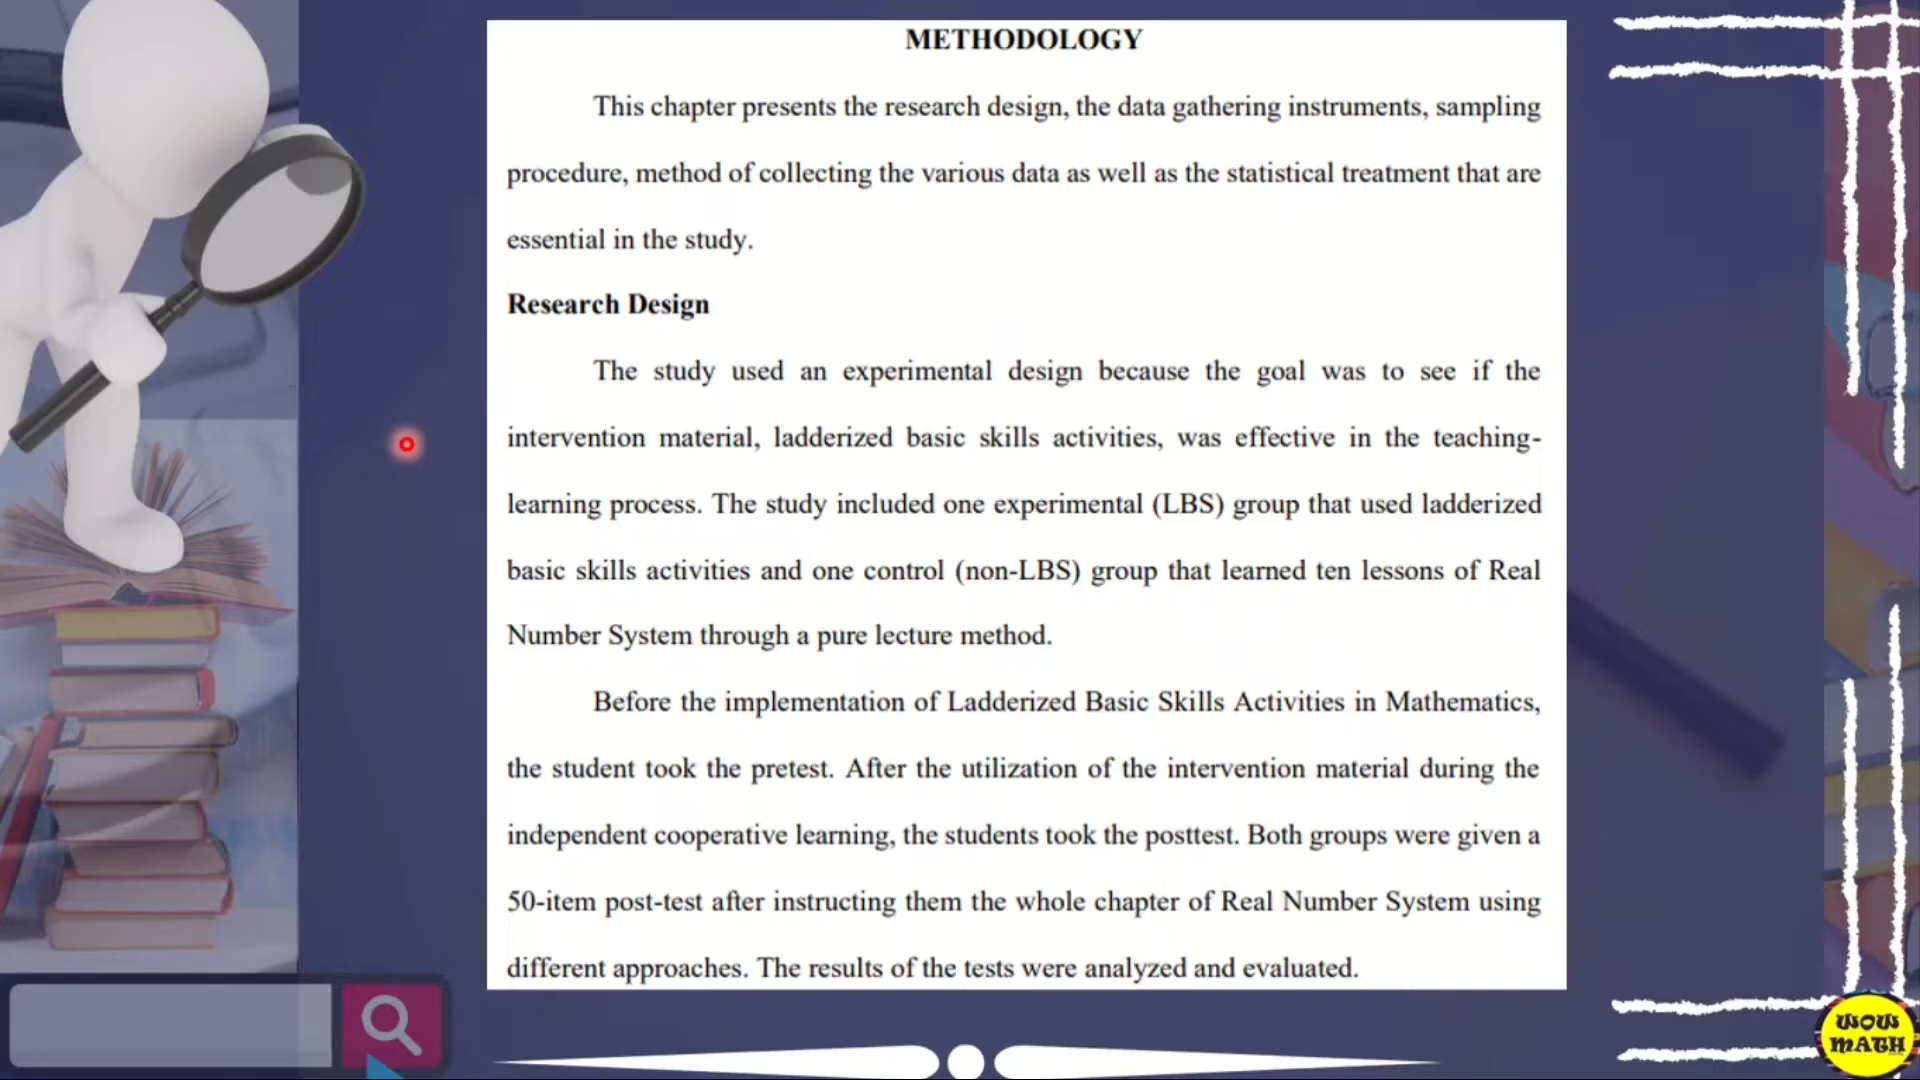 METHODOLOGY
This chapter presents the research design, the data gathering instruments, sampling
procedure, method of collecting the various data as well as the statistical treatment that are
essential in the study.
Research Design
The study used an experimental design because the goal was to see if the
intervention material, ladderized basic skills activities, was effective in the teaching-
learning process. The study included one experimental (LBS) group that used ladderized
basic skills activities and one control (non-LBS) group that learned ten lessons of Real
Number System through a pure lecture method.
Before the implementation of Ladderized Basic Skills Activities in Mathematics,
the student took the pretest. After the utilization of the intervention material during the
independent cooperative learning, the students took the posttest. Both groups were given a
50-item post-test after instructing them the whole chapter of Real Number System using
different approaches. The results of the tests were analyzed and evaluated.
WOW
MATH